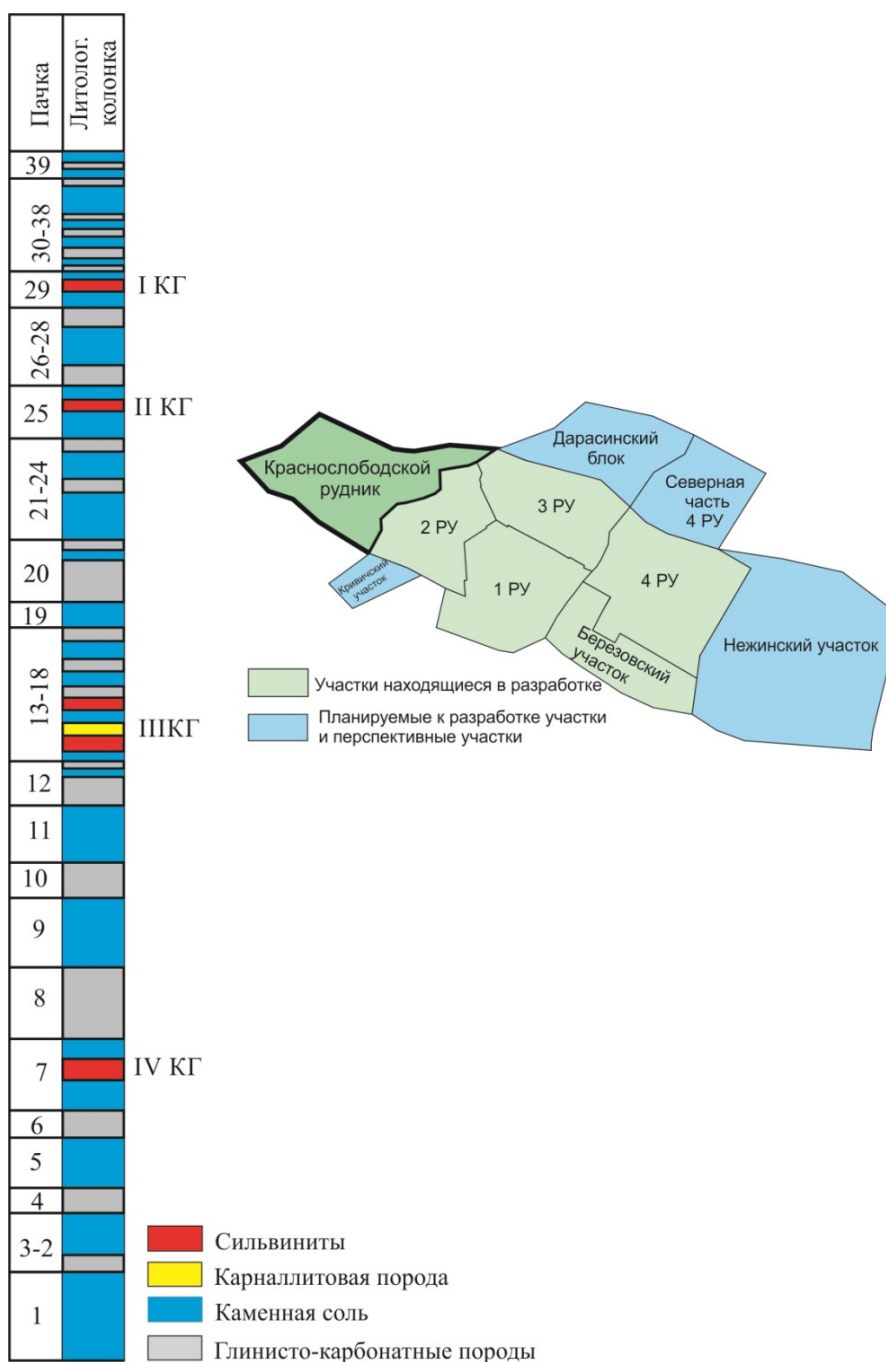 Пачка
Литолог.
колонка
39
30-38
29
I КГ
26-28
25
II КГ
21-24
20
19
13-18
IIIКГ
12
11
10
9
8
7
IV КГ
6
5
4
3-2
1
Краснослободской
рудник
Дарасинский
блок
Северная
часть
4 РУ
2 РУ
3 РУ
Кривичский
участок
1 РУ
4 РУ
Березовский
участок
Нежинский участок
Участки находящиеся в разработке
Планируемые к разработке участки
и перспективные участки
Сильвиниты
Карналлитовая порода
Каменная соль
Глинисто-карбонатные породы